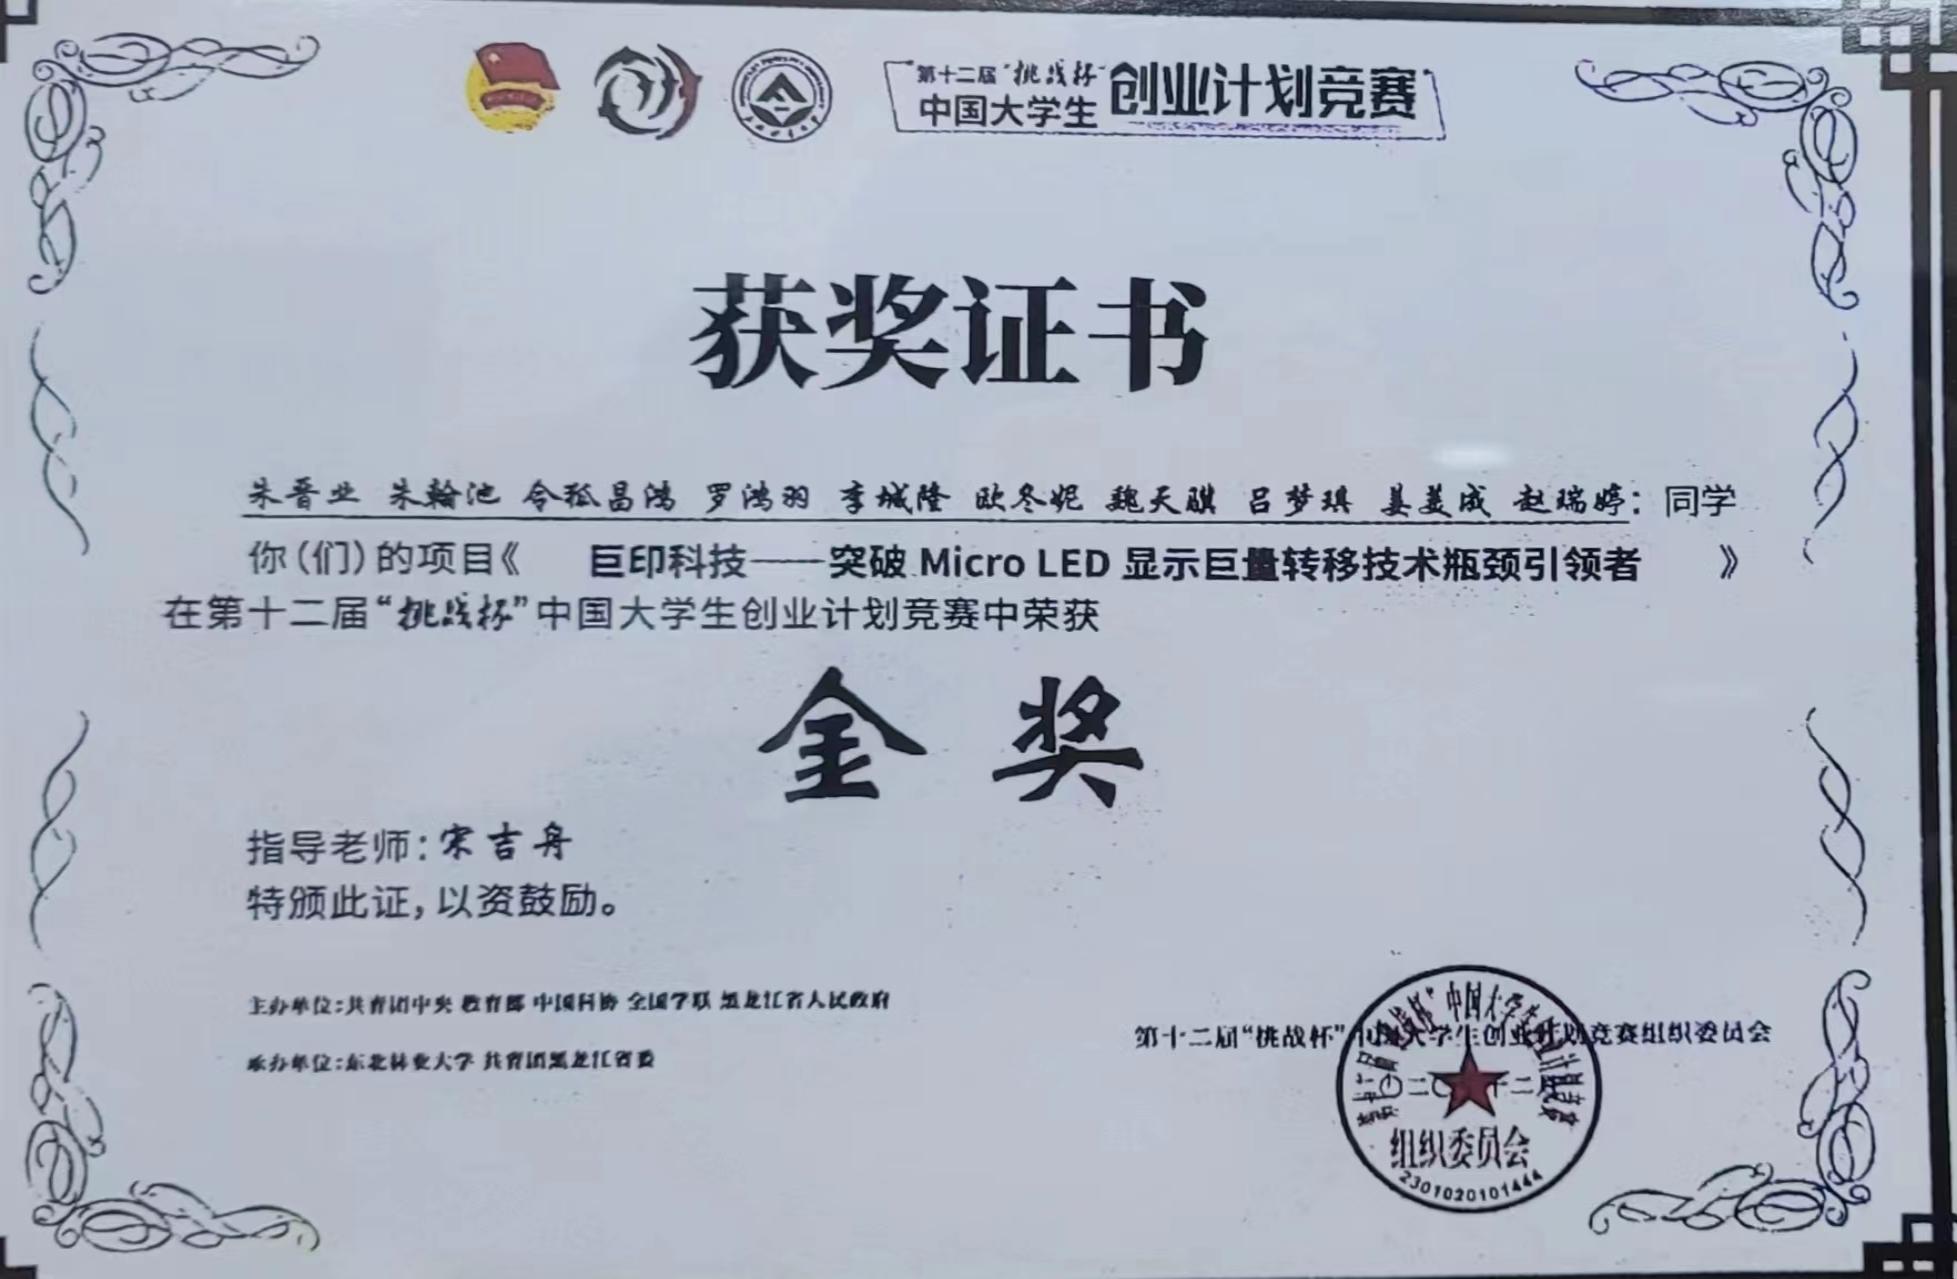 第十二届“挑战杯”
中国大学生
创业计划竞赛
获奖证书
朱晋业 朱翰池 令狐昌鸿 罗鸿羽 李城隆 欧冬妮 魏天骐 吕梦琪 姜美成 赵瑞婷：同学
你（们）的项目《 巨印科技——突破 Micro LED 显示巨量转移技术瓶颈引领者 》
在第十二届“挑战杯”中国大学生创业计划竞赛中荣获
金奖
指导老师：宋吉舟
特颁此证，以资鼓励。
主办单位：共青团中央 教育部 中国科协 全国学联 黑龙江省人民政府
承办单位：东北林业大学 共青团黑龙江省委
第十二届“挑战杯”中国大学生创业计划竞赛组织委员会
组织委员会
2301020101444